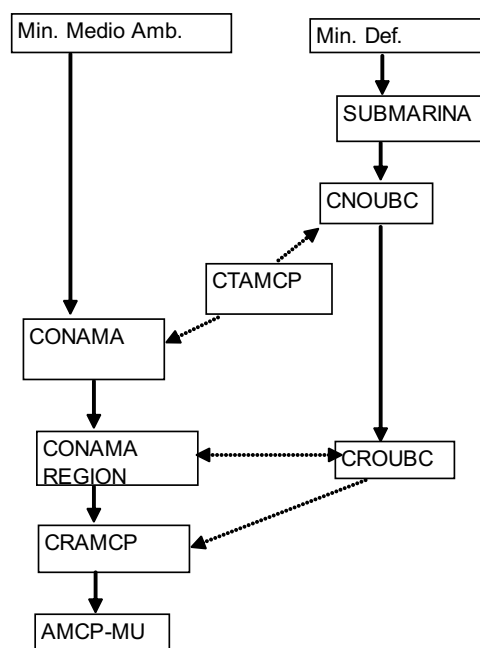 Min. Medio Amb.
Min. Def.
SUBMARINA
CNOUBC
CTAMCP
CONAMA
CONAMA
REGION
CROUBC
CRAMCP
AMCP-MU